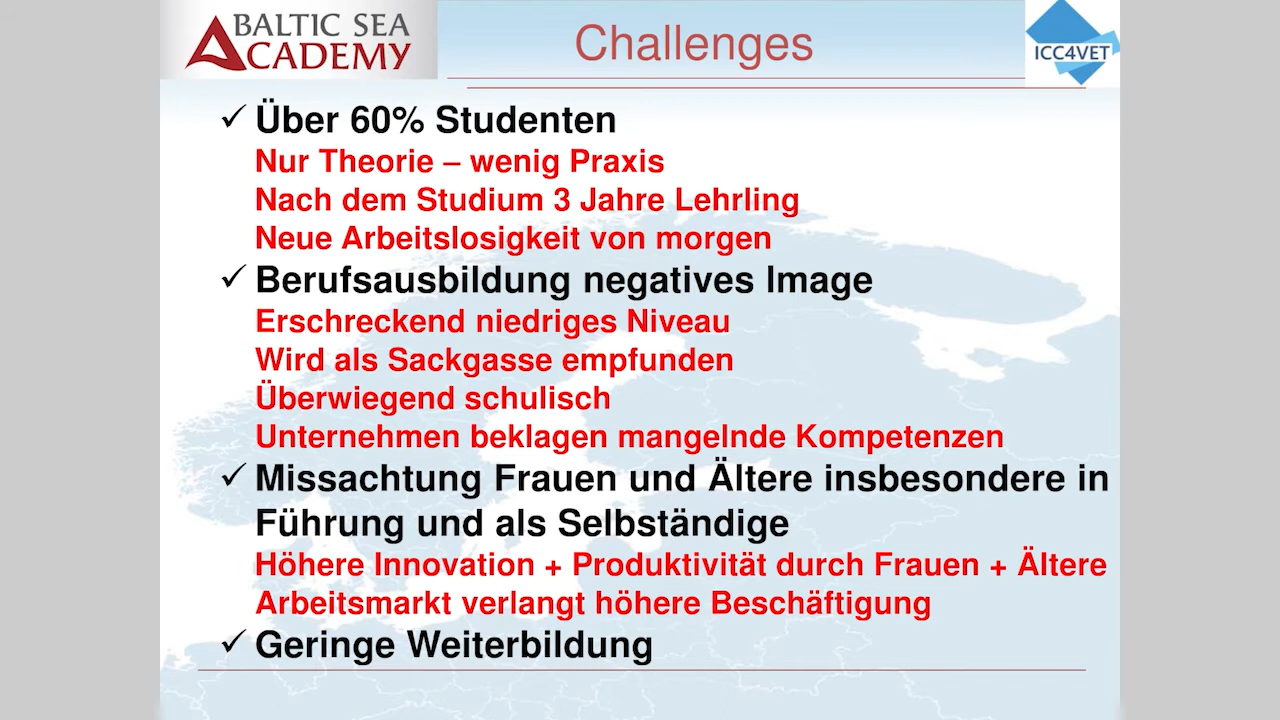 BALTIC SEA
ACADEMY
Challenges
ICC4VET
Über 60% Studenten
Nur Theorie – wenig Praxis
Nach dem Studium 3 Jahre Lehrling
Neue Arbeitslosigkeit von morgen
Berufsausbildung negatives Image
Erschreckend niedriges Niveau
Wird als Sackgasse empfunden
Überwiegend schulisch
Unternehmen beklagen mangelnde Kompetenzen
Missachtung Frauen und Ältere insbesondere in
Führung und als Selbständige
Höhere Innovation + Produktivität durch Frauen + Ältere
Arbeitsmarkt verlangt höhere Beschäftigung
Geringe Weiterbildung